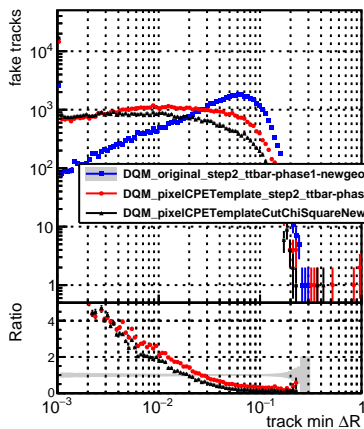 fake tracks
10⁴
10³
10²
DQM_original_step2_ttbar-phase1-newgeo
DQM_pixelCPETemplate_step2_ttbar-phas
DQM_pixelCPETemplateCutChiSquareNew
10
1
Ratio
4
2
0
10⁻³ 10⁻² 10⁻¹ 1
track min ΔR